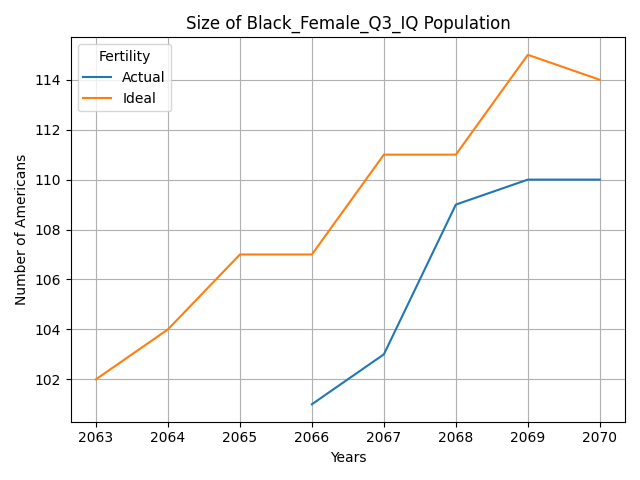 Size of Black_Female_Q3_IQ Population
Fertility
Actual
Ideal
Number of Americans
114
112
110
108
106
104
102
2063 2064 2065 2066 2067 2068 2069 2070
Years